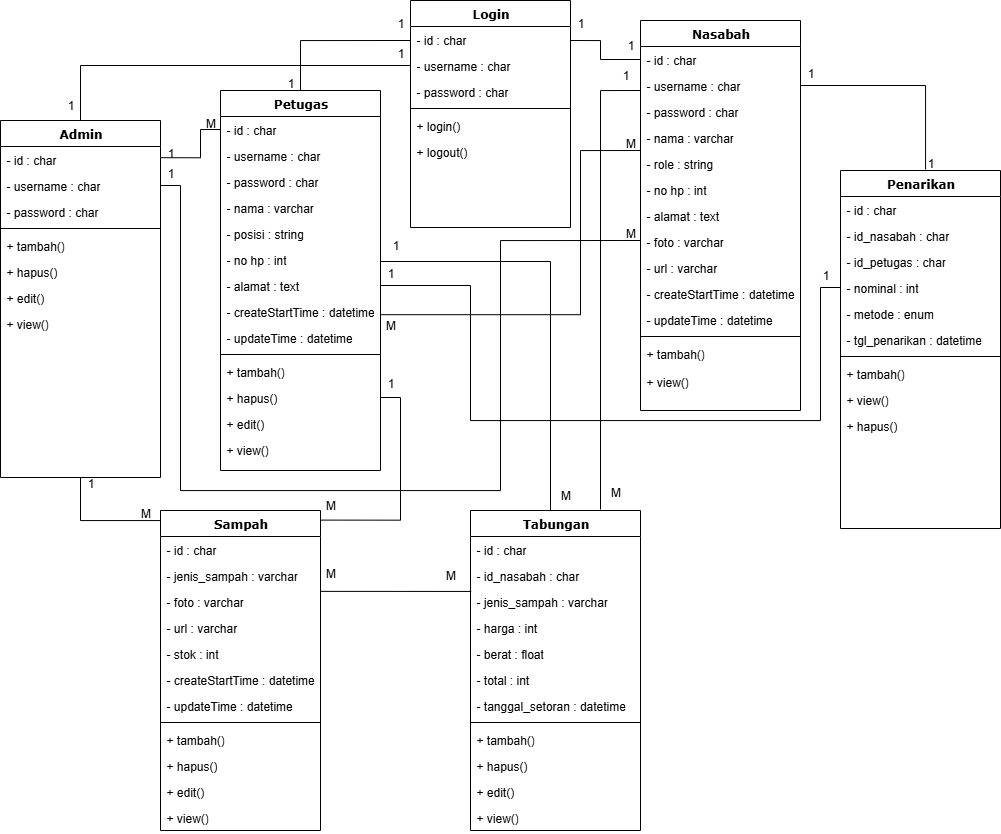 Login
- id : char
- username : char
- password : char
+ login()
+ logout()
Nasabah
- id : char
- username : char
- password : char
- nama : varchar
- role : string
- no hp : int
- alamat : text
- foto : varchar
- url : varchar
- createStartTime : datetime
- updateTime : datetime
+ tambah()
+ view()
Petugas
- id : char
- username : char
- password : char
- nama : varchar
- posisi : string
- no hp : int
- alamat : text
- createStartTime : datetime
- updateTime : datetime
+ tambah()
+ hapus()
+ edit()
+ view()
Admin
- id : char
- username : char
- password : char
+ tambah()
+ hapus()
+ edit()
+ view()
Penarikan
- id : char
- id_nasabah : char
- id_petugas : char
- nominal : int
- metode : enum
- tgl_penarikan : datetime
+ tambah()
+ view()
+ hapus()
Sampah
- id : char
- jenis_sampah : varchar
- foto : varchar
- url : varchar
- stok : int
- createStartTime : datetime
- updateTime : datetime
+ tambah()
+ hapus()
+ edit()
+ view()
Tabungan
- id : char
- id_nasabah : char
- jenis_sampah : varchar
- harga : int
- berat : float
- total : int
- tanggal_setoran : datetime
+ tambah()
+ hapus()
+ edit()
+ view()
1
1
1
1
1
1
1
1
1
1
M
1
1
M
M
1
1
M
1
1
1
M
M
M
M
M
M